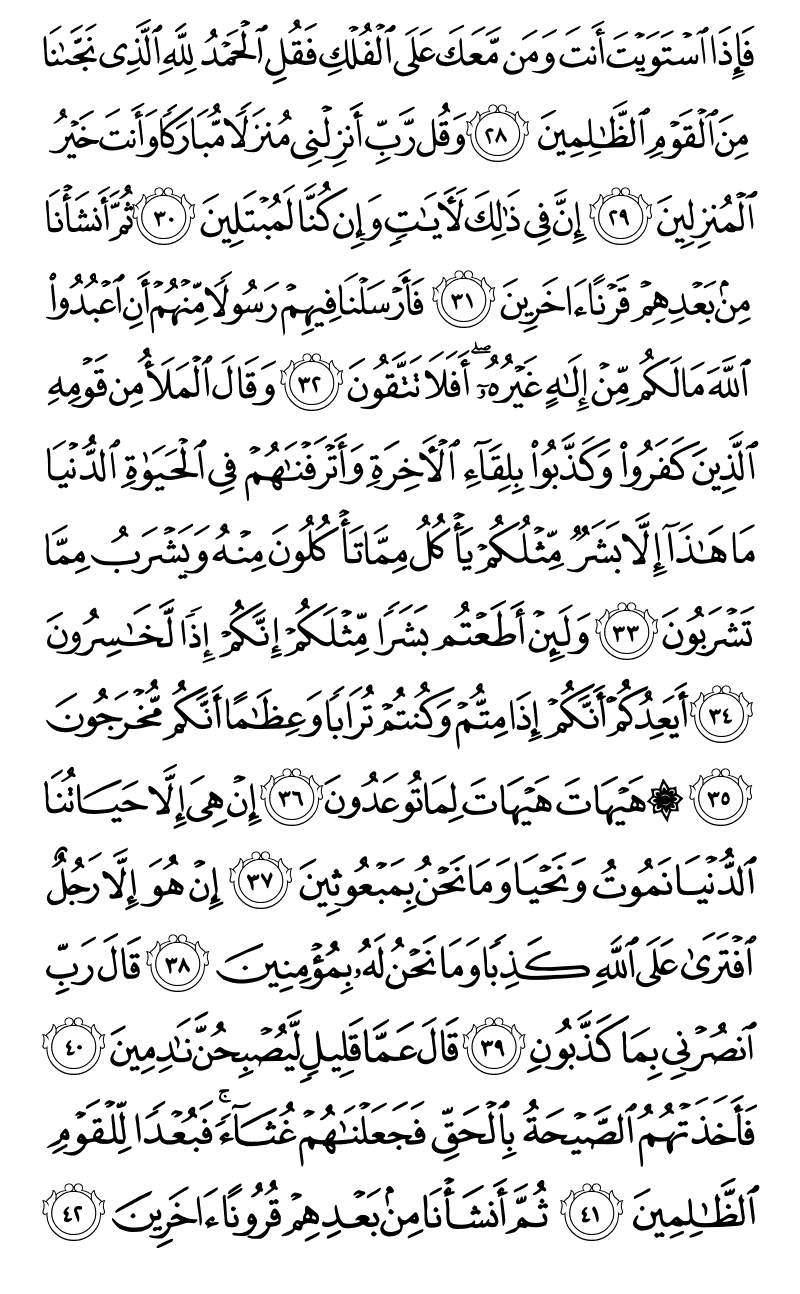 فَإِذَا ٱسْتَوَيْتَ أَنتَ وَمَن مَّعَكَ عَلَى ٱلْفُلْكِ فَقُلِ ٱلْحَمْدُ لِلَّهِ ٱلَّذِى نَجَّىٰنَا
مِنَ ٱلْقَوْمِ ٱلظَّـٰلِمِينَ ٢٨ وَقُل رَّبِّ أَنزِلْنِى مُنزَلًا مُّبَارَكًا وَأَنتَ خَيْرُ
ٱلْمُنزِلِينَ ٢٩ إِنَّ فِى ذَٰلِكَ لَـَٔايَـٰتٍ وَإِن كُنَّا لَمُبْتَلِينَ ٣٠ ثُمَّ أَنشَأْنَا
مِنۢ بَعْدِهِمْ قَرْنًا ءَاخَرِينَ ٣١ فَأَرْسَلْنَا فِيهِمْ رَسُولًا مِّنْهُمْ أَنِ ٱعْبُدُوا۟
ٱللَّهَ مَا لَكُم مِّنْ إِلَـٰهٍ غَيْرُهُۥٓ ۖ أَفَلَا تَتَّقُونَ ٣٢ وَقَالَ ٱلْمَلَأُ مِن قَوْمِهِ
ٱلَّذِينَ كَفَرُوا۟ وَكَذَّبُوا۟ بِلِقَآءِ ٱلْـَٔاخِرَةِ وَأَتْرَفْنَـٰهُمْ فِى ٱلْحَيَوٰةِ ٱلدُّنْيَا
مَا هَـٰذَآ إِلَّا بَشَرٌ مِّثْلُكُمْ يَأْكُلُ مِمَّا تَأْكُلُونَ مِنْهُ وَيَشْرَبُ مِمَّا
تَشْرَبُونَ ٣٣ وَلَئِنْ أَطَعْتُم بَشَرًا مِّثْلَكُمْ إِنَّكُمْ إِذًا لَّخَـٰسِرُونَ
٣٤ أَيَعِدُكُمْ أَنَّكُمْ إِذَا مِتُّمْ وَكُنتُمْ تُرَابًا وَعِظَـٰمًا أَنَّكُم مُّخْرَجُونَ
٣٥ ۞ هَيْهَاتَ هَيْهَاتَ لِمَا تُوعَدُونَ ٣٦ إِنْ هِىَ إِلَّا حَيَاتُنَا
ٱلدُّنْيَا نَمُوتُ وَنَحْيَا وَمَا نَحْنُ بِمَبْعُوثِينَ ٣٧ إِنْ هُوَ إِلَّا رَجُلٌ
ٱفْتَرَىٰ عَلَى ٱللَّهِ كَذِبًا وَمَا نَحْنُ لَهُۥ بِمُؤْمِنِينَ ٣٨ قَالَ رَبِّ
ٱنصُرْنِى بِمَا كَذَّبُونِ ٣٩ قَالَ عَمَّا قَلِيلٍ لَّيُصْبِحُنَّ نَـٰدِمِينَ ٤٠
فَأَخَذَتْهُمُ ٱلصَّيْحَةُ بِٱلْحَقِّ فَجَعَلْنَـٰهُمْ غُثَآءً ۚ فَبُعْدًا لِّلْقَوْمِ
ٱلظَّـٰلِمِينَ ٤١ ثُمَّ أَنشَأْنَا مِنۢ بَعْدِهِمْ قُرُونًا ءَاخَرِينَ ٤٢